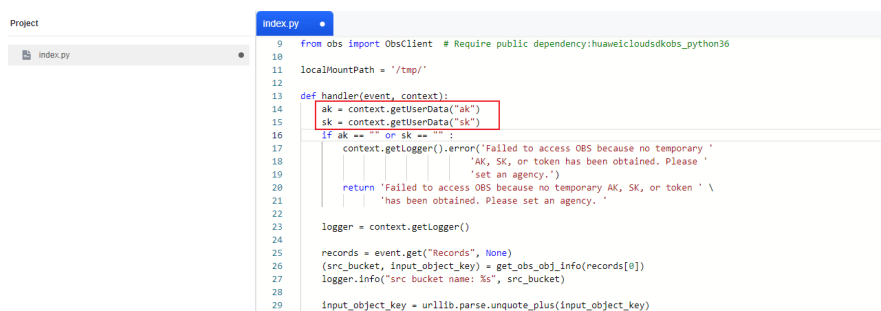 Project
index.py
index.py
9 from obs import ObsClient  # Require public dependency:huaweicloudsdkobs_python36
10
11 localMountPath = '/tmp/'
12
13 def handler(event, context):
14     ak = context.getUserData("ak")
15     sk = context.getUserData("sk")
16     if ak == "" or sk == "" :
17         context.getLogger().error('Failed to access OBS because no temporary '
18                                   'AK, SK, or token has been obtained. Please '
19                                   'set an agency.')
20         return 'Failed to access OBS because no temporary AK, SK, or token ' \
21                'has been obtained. Please set an agency. '
22
23     logger = context.getLogger()
24
25     records = event.get("Records", None)
26     (src_bucket, input_object_key) = get_obs_obj_info(records[0])
27     logger.info("src bucket name: %s", src_bucket)
28
29     input_object_key = urllib.parse.unquote_plus(input_object_key)